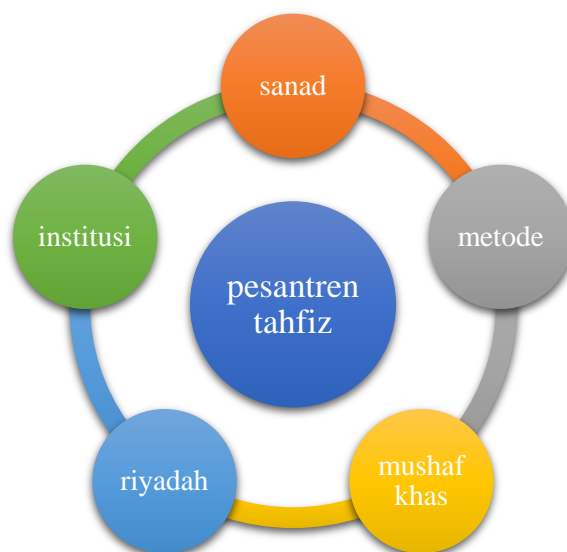 sanad
institusi
metode
pesantren
tahfiz
riyadah
mushaf
khas